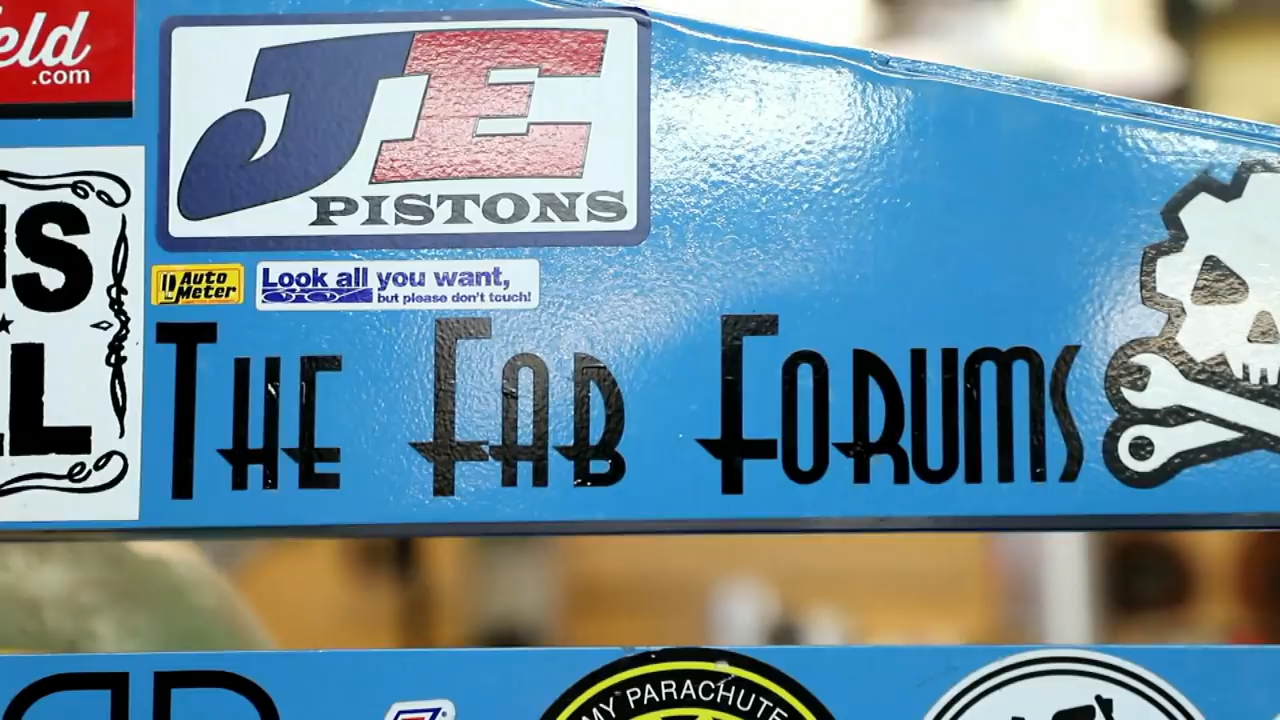 eld
.com
JE
PISTONS
Auto
Meter
Look all you want,
but please don't touch!
S
L
THE FAB FORUMS
MY PARACHUTE